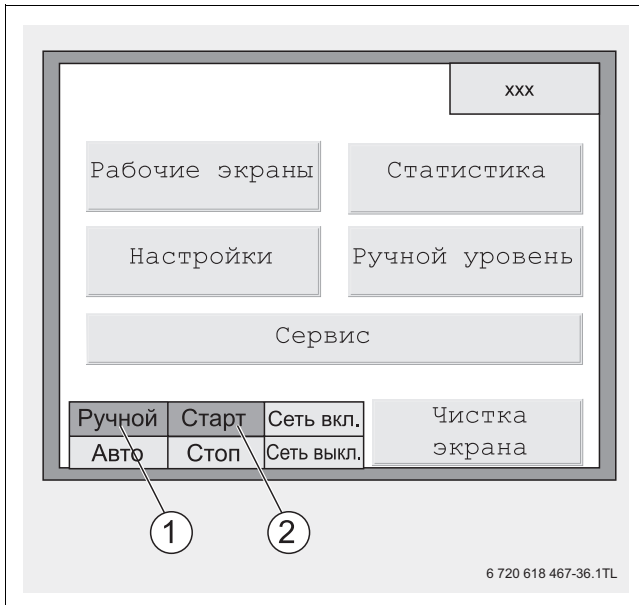 xxx
Рабочие экраны
Статистика
Настройки
Ручной уровень
Сервис
Ручной Старт Сеть вкл.
Авто Стоп Сеть выкл.
Чистка
экрана
1 2
6 720 618 467-36.1TL